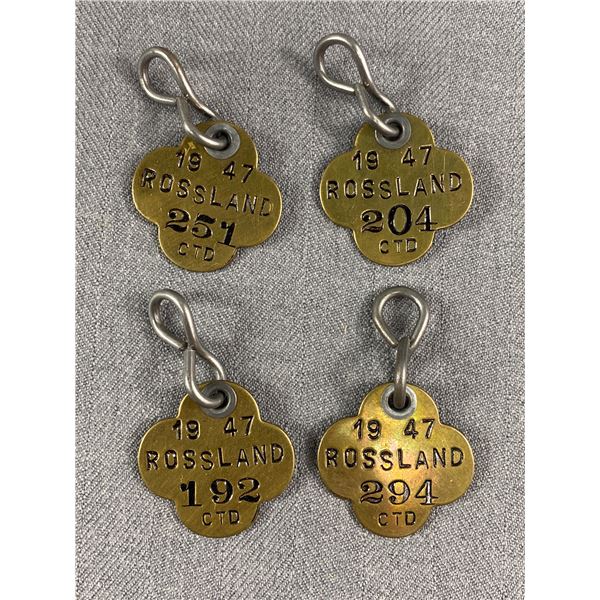 19 47
ROSSLAND
251
CTD
19 47
ROSSLAND
204
CTD
19 47
ROSSLAND
192
CTD
19 47
ROSSLAND
294
CTD